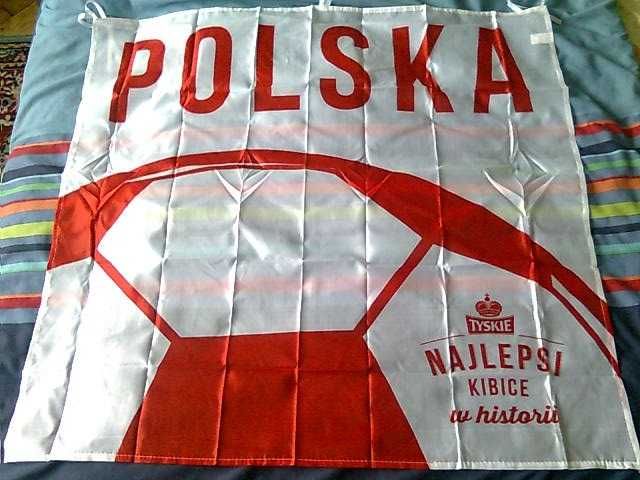 POLSKA
TYSKIE
NAJLEPSI
KIBICE
w historii